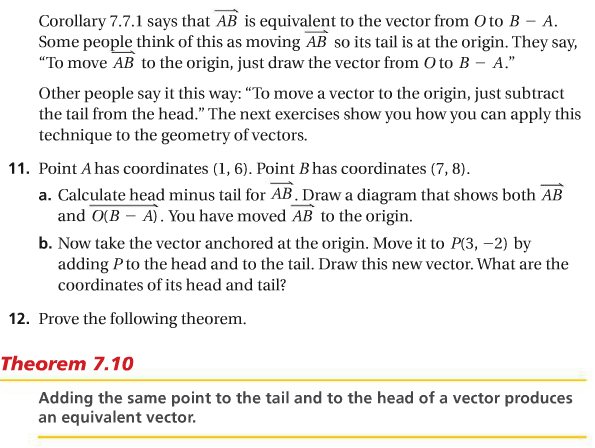 Corollary 7.7.1 says that AB is equivalent to the vector from O to B − A.
Some people think of this as moving AB so its tail is at the origin. They say,
“To move AB to the origin, just draw the vector from O to B − A.”
Other people say it this way: “To move a vector to the origin, just subtract
the tail from the head.” The next exercises show you how you can apply this
technique to the geometry of vectors.
11. Point A has coordinates (1, 6). Point B has coordinates (7, 8).
a. Calculate head minus tail for AB. Draw a diagram that shows both AB
and O(B − A). You have moved AB to the origin.
b. Now take the vector anchored at the origin. Move it to P(3, −2) by
adding P to the head and to the tail. Draw this new vector. What are the
coordinates of its head and tail?
12. Prove the following theorem.
Theorem 7.10
Adding the same point to the tail and to the head of a vector produces
an equivalent vector.